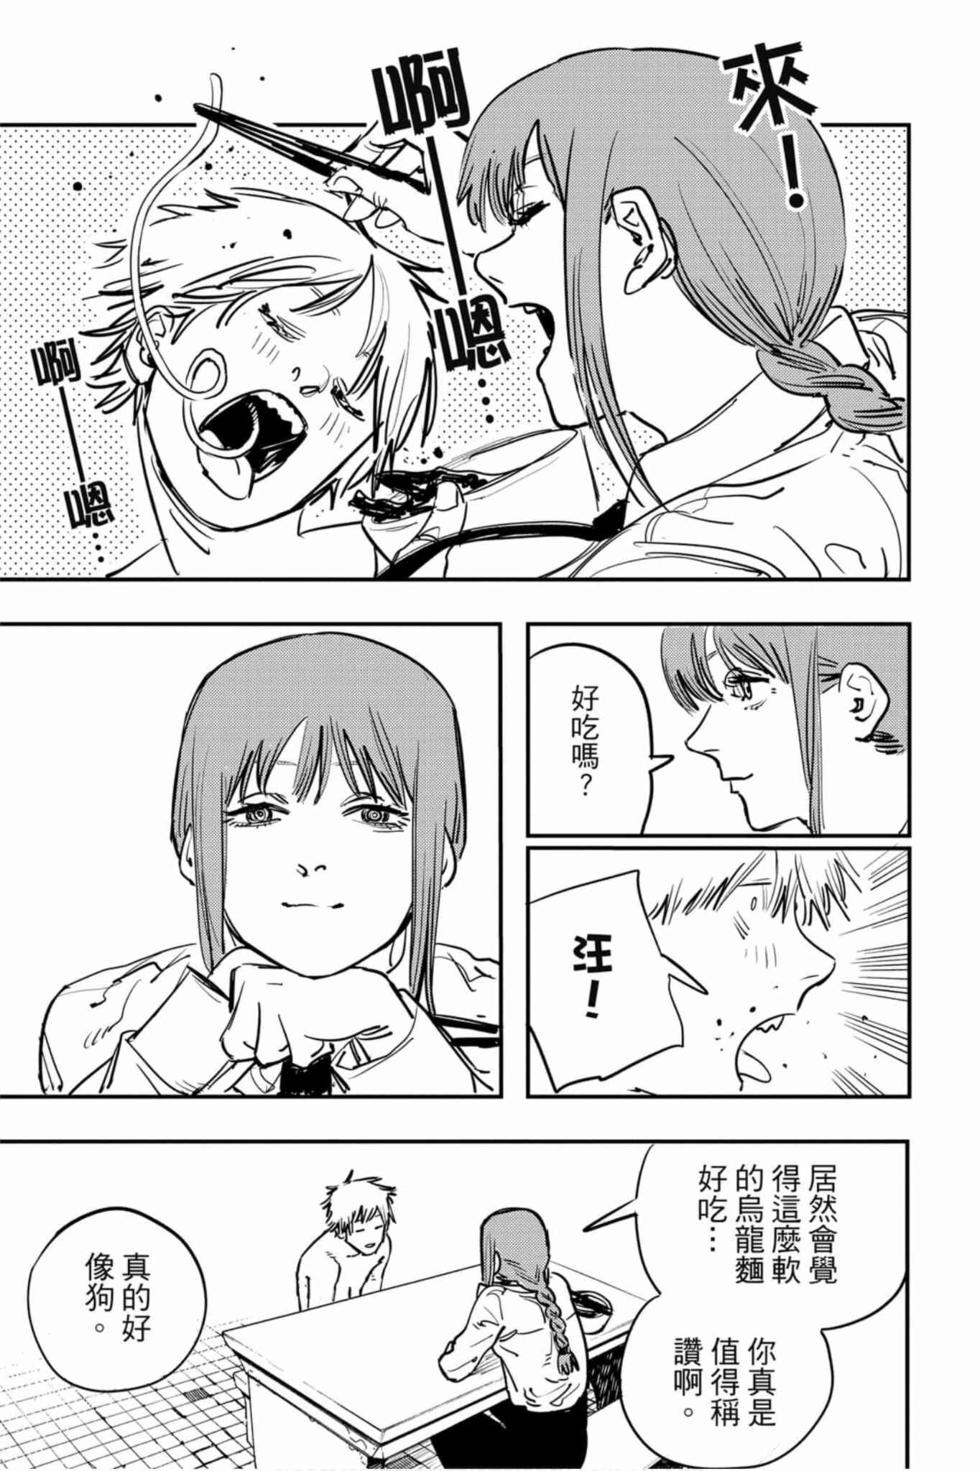 來！
啊—嗯…
啊—嗯…
好吃嗎？
汪！
居然會覺
得這麼軟
的烏龍麵
好吃…
你真是
值得稱
讚啊。
真的好
像狗。